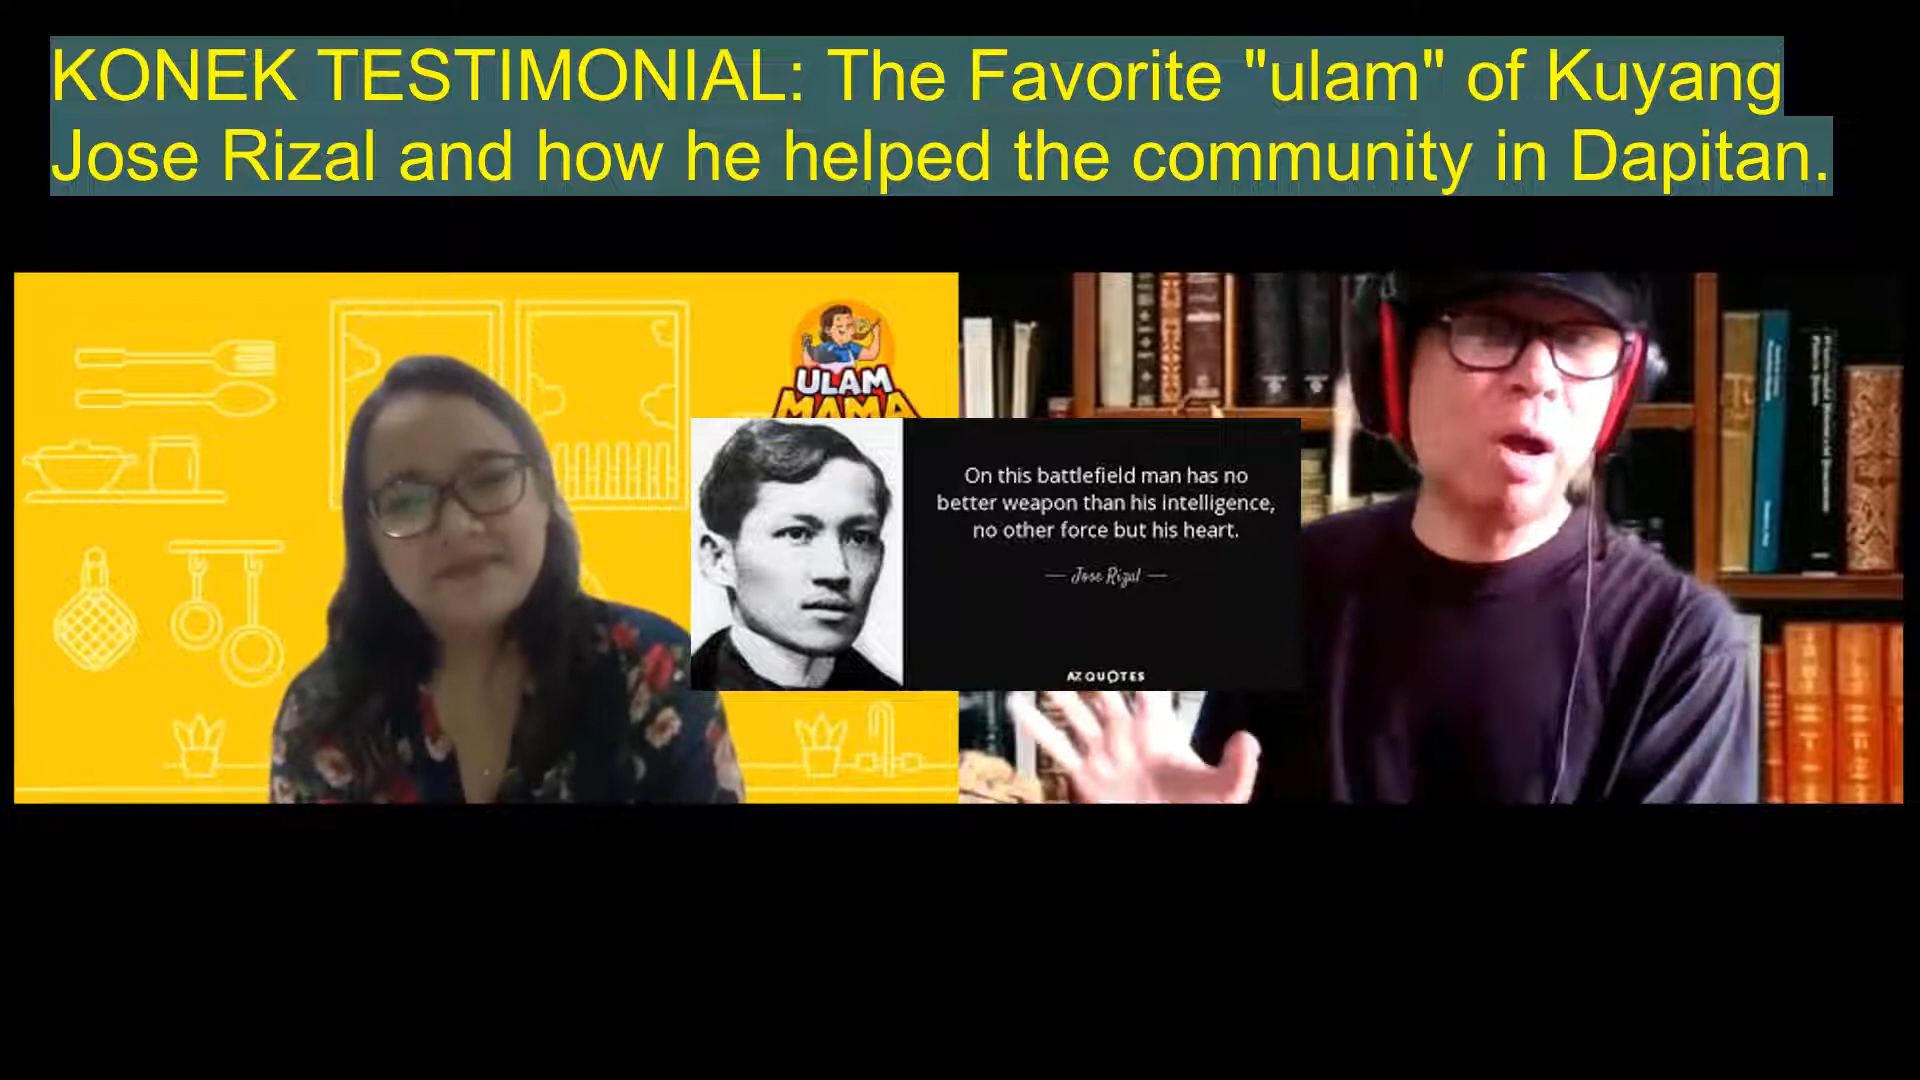 KONEK TESTIMONIAL: The Favorite "ulam" of Kuyang
Jose Rizal and how he helped the community in Dapitan.
ULAM
MAMA
On this battlefield man has no
better weapon than his intelligence,
no other force but his heart.
— Jose Rizal —
AZ QUOTES